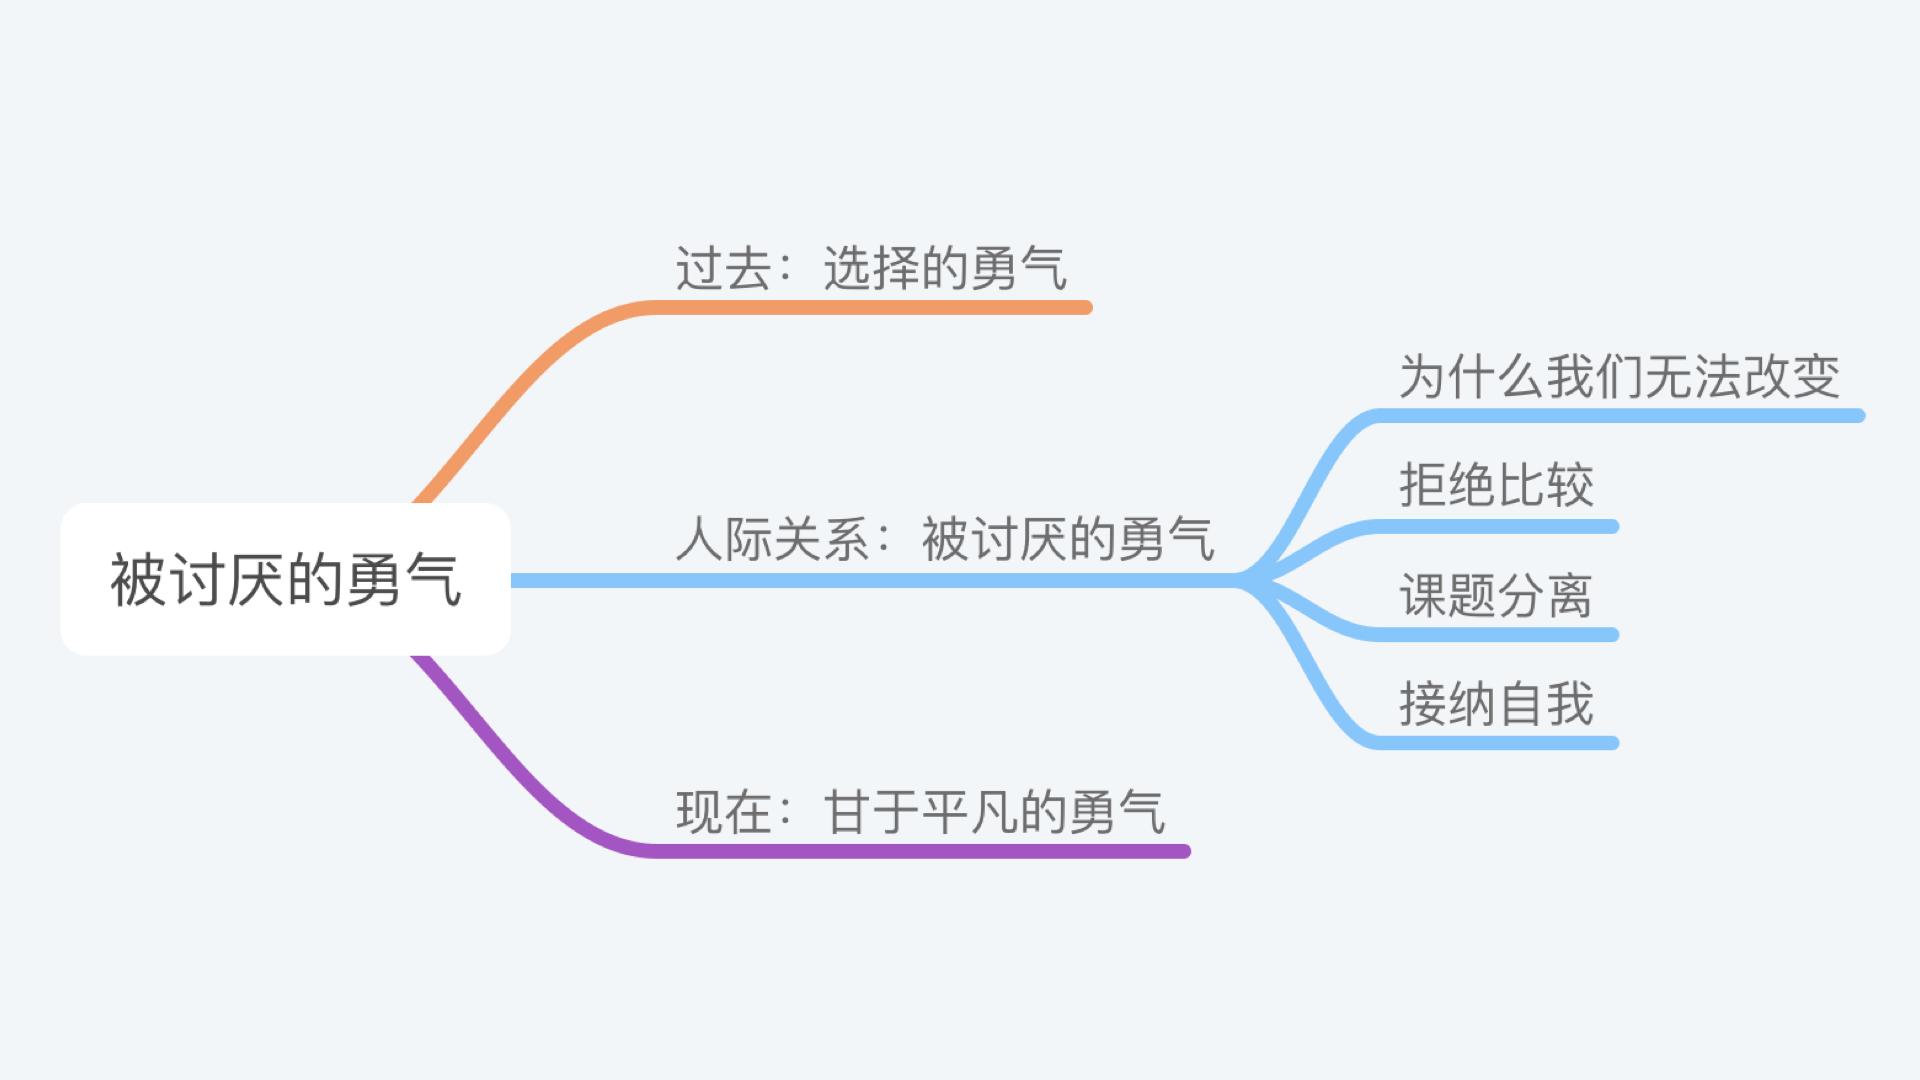 被讨厌的勇气
过去：选择的勇气
人际关系：被讨厌的勇气
为什么我们无法改变
拒绝比较
课题分离
接纳自我
现在：甘于平凡的勇气